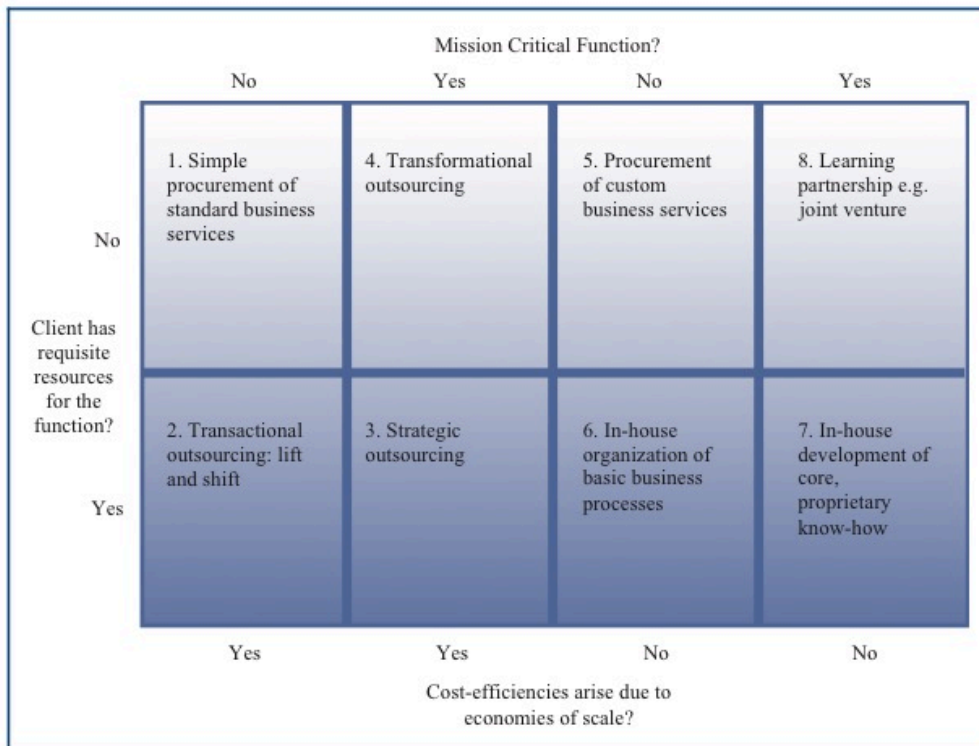 Mission Critical Function?
No Yes No Yes
1. Simple
procurement of
standard business
services
4. Transformational
outsourcing
5. Procurement
of custom
business services
8. Learning
partnership e.g.
joint venture
No
Client has
requisite
resources
for the
function?
2. Transactional
outsourcing: lift
and shift
3. Strategic
outsourcing
6. In-house
organization of
basic business
processes
7. In-house
development of
core,
proprietary
know-how
Yes
Yes Yes No No
Cost-efficiencies arise due to
economies of scale?